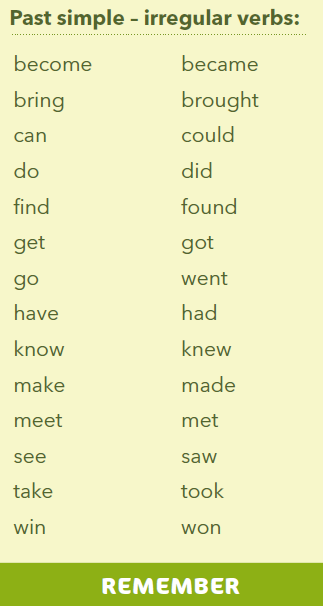 Past simple – irregular verbs:
become became
bring brought
can could
do did
find found
get got
go went
have had
know knew
make made
meet met
see saw
take took
win won
REMEMBER